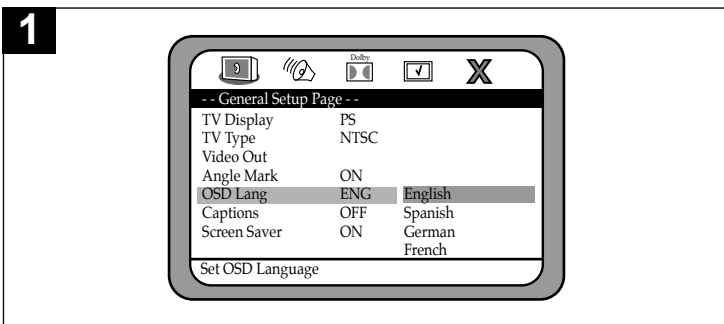 1
Dolby
- - General Setup Page - -
TV Display PS
TV Type NTSC
Video Out
Angle Mark ON
OSD Lang ENG English
Captions OFF Spanish
Screen Saver ON German
French
Set OSD Language